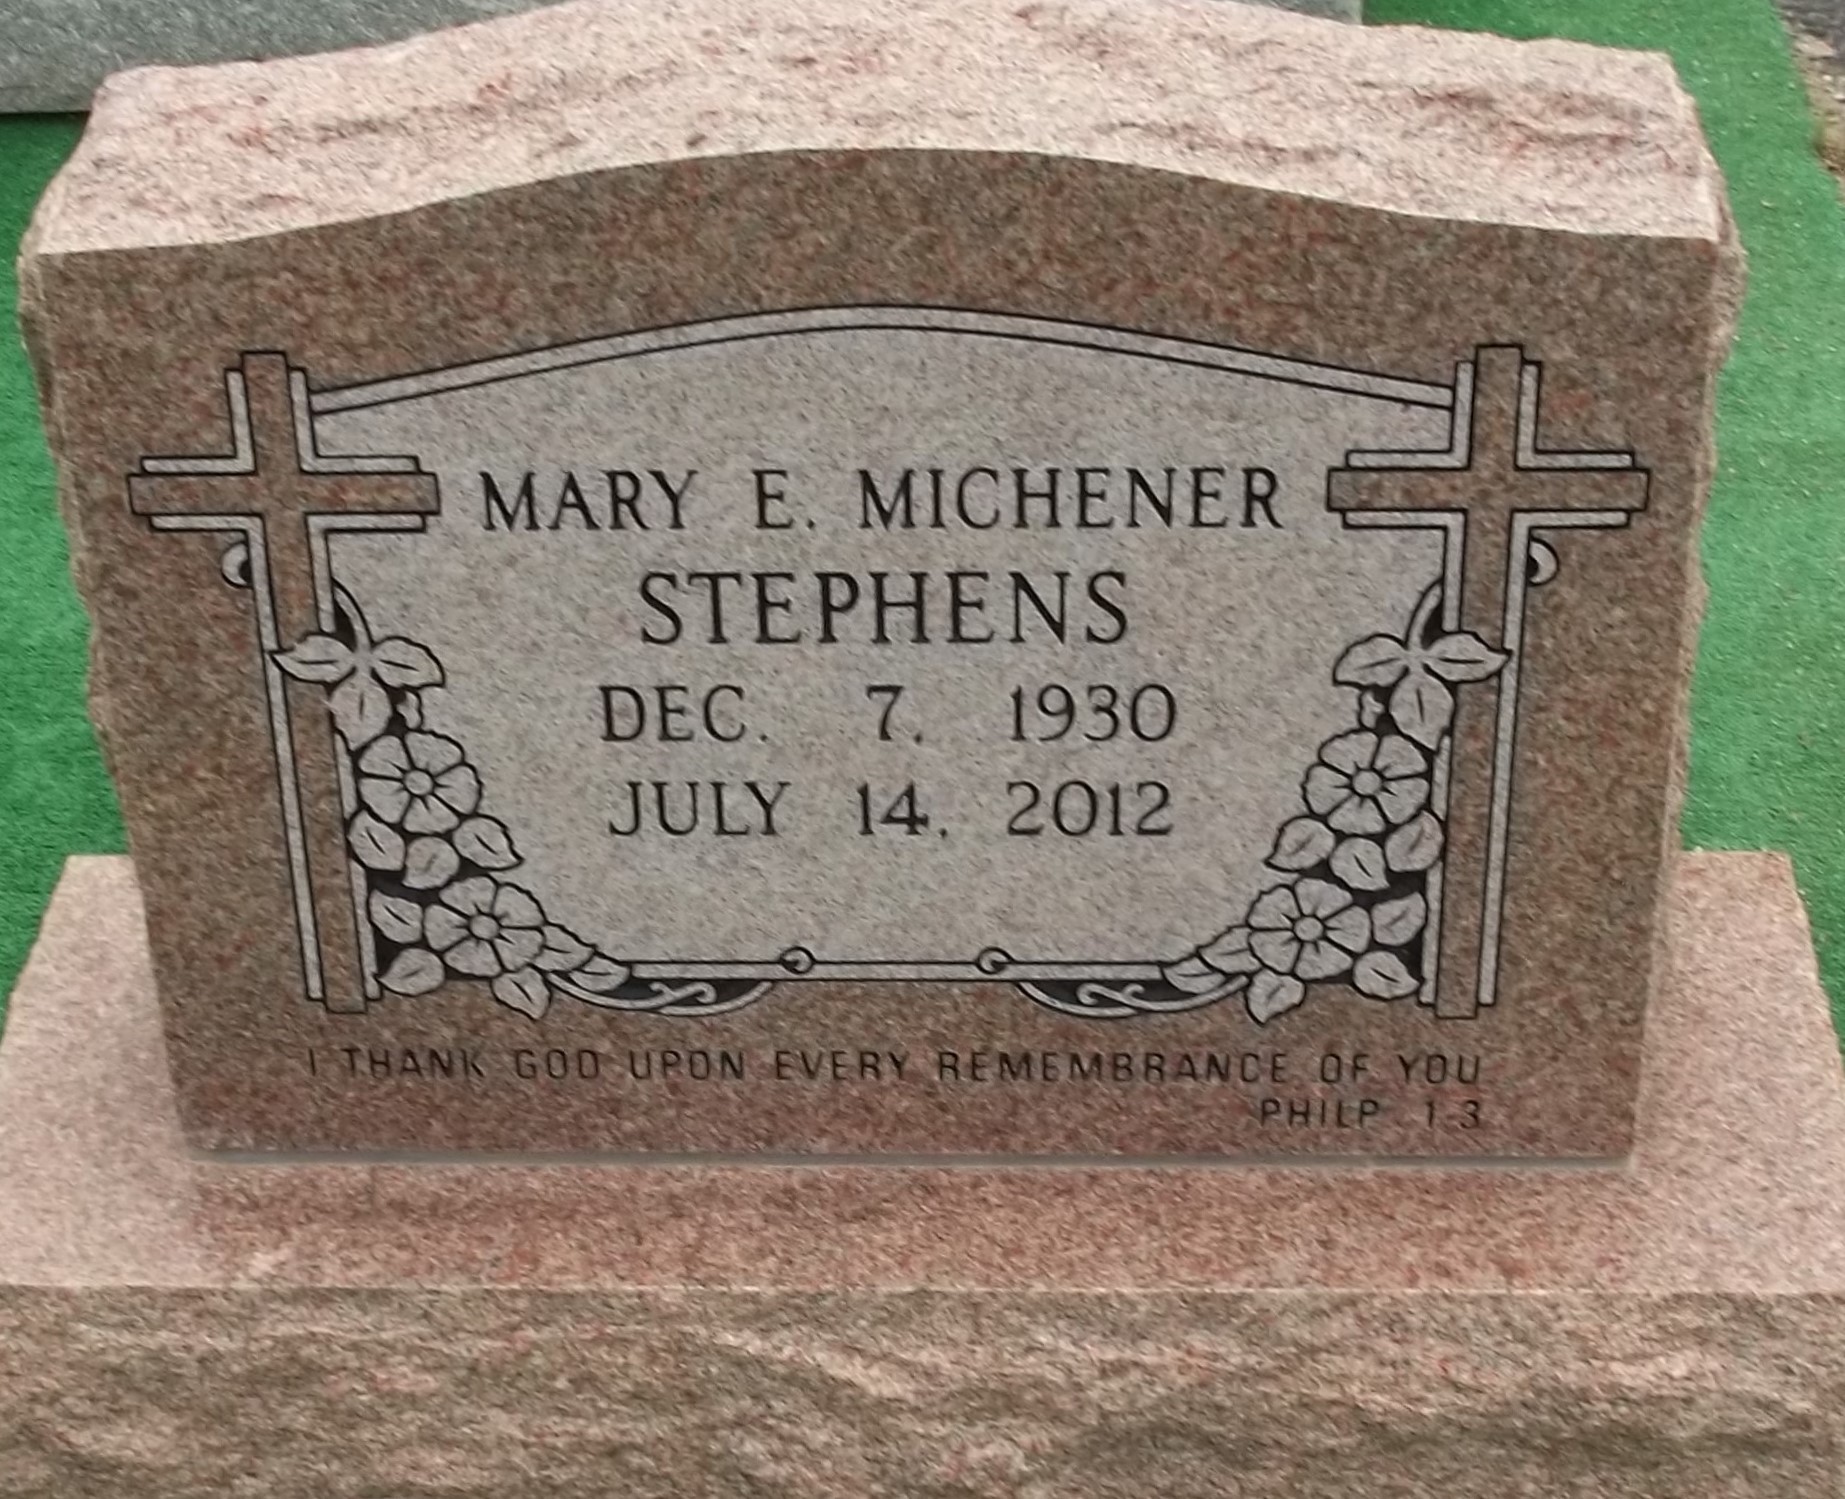 MARY E. MICHENER
STEPHENS
DEC. 7, 1930
JULY 14, 2012
I THANK GOD UPON EVERY REMEMBRANCE OF YOU
PHILP 1:3